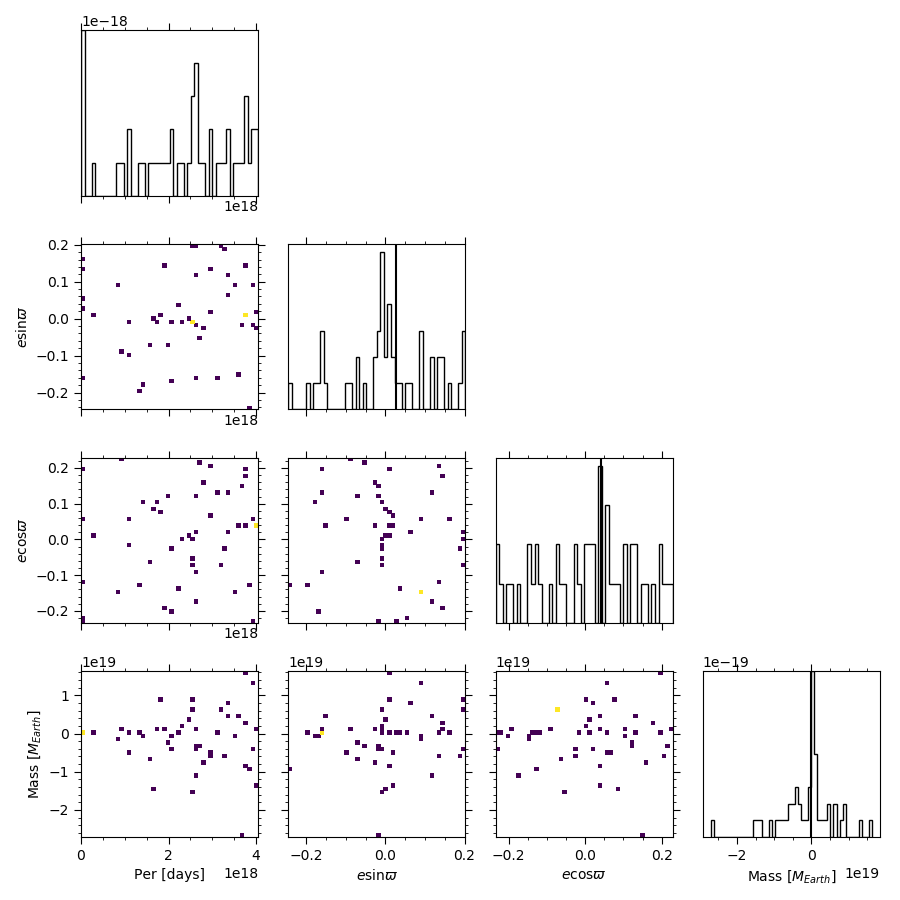 1e−18
1e18
0.2
0.1
0.0
−0.1
−0.2
esinϖ
1e18
0.2
0.1
0.0
−0.1
−0.2
ecosϖ
1e18
1e19 1e19 1e19 1e−19
1
0
−1
−2
Mass [M_Earth]
0 2 4 −0.2 0.0 0.2 −0.2 0.0 0.2 −2 0
Per [days] 1e18 esinϖ ecosϖ Mass [M_Earth] 1e19